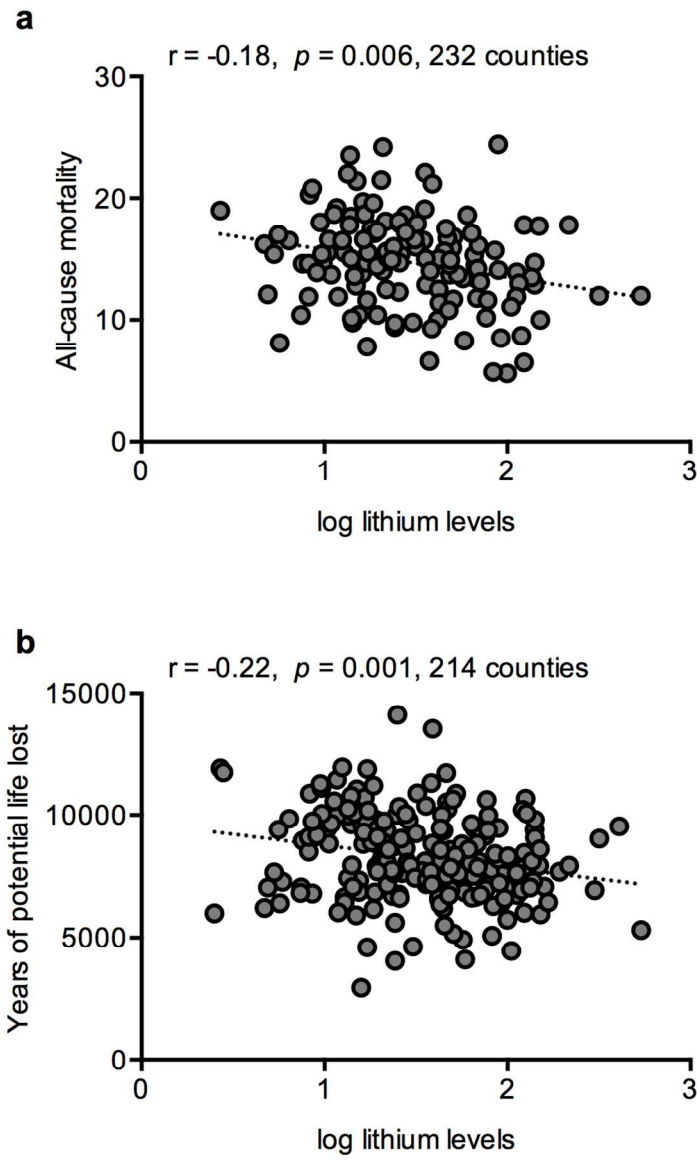 a
r = -0.18, p = 0.006, 232 counties
30
20
10
0
All-cause mortality
0 1 2 3
log lithium levels
b
r = -0.22, p = 0.001, 214 counties
15000
10000
5000
0
Years of potential life lost
0 1 2 3
log lithium levels